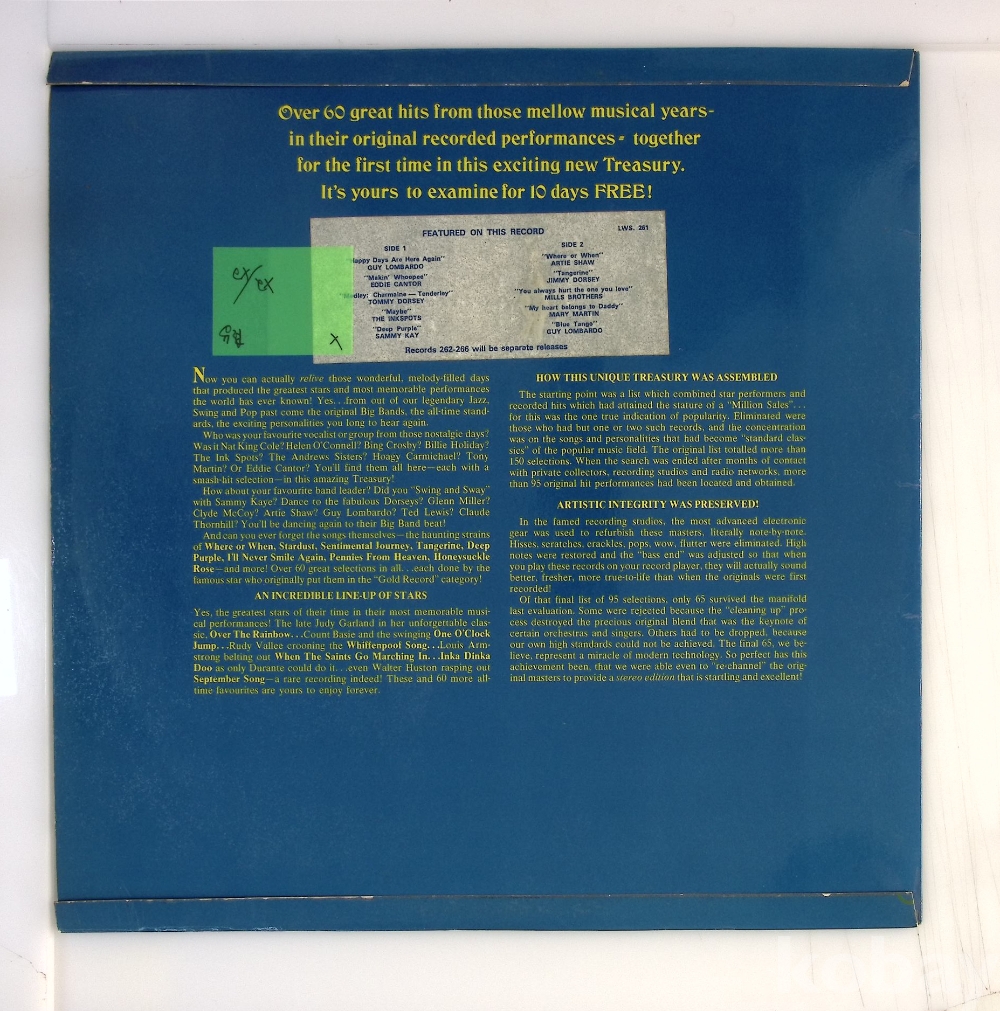 Over 60 great hits from those mellow musical years-
in their original recorded performances - together
for the first time in this exciting new Treasury.
It's yours to examine for 10 days FREE!
FEATURED ON THIS RECORD
LWS. 261
SIDE 1
"Happy Days Are Here Again"
GUY LOMBARDO
"Makin' Whoopee"
EDDIE CANTOR
"Medley: Charmaine — Tenderley"
TOMMY DORSEY
"Maybe"
THE INKSPOTS
"Deep Purple"
SAMMY KAY
SIDE 2
"Where or When"
ARTIE SHAW
"Tangerine"
JIMMY DORSEY
"You always hurt the one you love"
MILLS BROTHERS
"My heart belongs to Daddy"
MARY MARTIN
"Blue Tango"
GUY LOMBARDO
Records 262-266 will be separate releases
ex/ex
x
Now you can actually relive those wonderful, melody-filled days
that produced the greatest stars and most memorable performances
the world has ever known! Yes...from out of our legendary Jazz,
Swing and Pop past come the original Big Bands, the all-time stand-
ards, the exciting personalities you long to hear again.
Who was your favourite vocalist or group from those nostalgic days?
Was it Nat King Cole? Helen O'Connell? Bing Crosby? Billie Holiday?
The Ink Spots? The Andrews Sisters? Hoagy Carmichael? Tony
Martin? Or Eddie Cantor? You'll find them all here—each with a
smash-hit selection—in this amazing Treasury!
How about your favourite band leader? Did you "Swing and Sway"
with Sammy Kaye? Dance to the fabulous Dorseys? Glenn Miller?
Clyde McCoy? Artie Shaw? Guy Lombardo? Ted Lewis? Claude
Thornhill? You'll be dancing again to their Big Band beat!
And can you ever forget the songs themselves—the haunting strains
of Where or When, Stardust, Sentimental Journey, Tangerine, Deep
Purple, I'll Never Smile Again, Pennies From Heaven, Honeysuckle
Rose—and more! Over 60 great selections in all...each done by the
famous star who originally put them in the "Gold Record" category!
AN INCREDIBLE LINE-UP OF STARS
Yes, the greatest stars of their time in their most memorable musi-
cal performances! The late Judy Garland in her unforgettable clas-
sic, Over The Rainbow...Count Basie and the swinging One O'Clock
Jump...Rudy Vallee crooning the Whiffenpoof Song...Louis Arm-
strong belting out When The Saints Go Marching In...Inka Dinka
Doo as only Durante could do it...even Walter Huston rasping out
September Song—a rare recording indeed! These and 60 more all-
time favourites are yours to enjoy forever.
HOW THIS UNIQUE TREASURY WAS ASSEMBLED
The starting point was a list which combined star performers and
recorded hits which had attained the stature of a "Million Sales"...
for this was the one true indication of popularity. Eliminated were
those who had but one or two such records, and the concentration
was on the songs and personalities that had become "standard clas-
sics" of the popular music field. The original list totalled more than
150 selections. When the search was ended after months of contact
with private collectors, recording studios and radio networks, more
than 95 original hit performances had been located and obtained.
ARTISTIC INTEGRITY WAS PRESERVED!
In the famed recording studios, the most advanced electronic
gear was used to refurbish these masters, literally note-by-note.
Hisses, scratches, crackles, pops, wow, flutter were eliminated. High
notes were restored and the "bass end" was adjusted so that when
you play these records on your record player, they will actually sound
better, fresher, more true-to-life than when the originals were first
recorded!
Of that final list of 95 selections, only 65 survived the manifold
last evaluation. Some were rejected because the "cleaning up" pro-
cess destroyed the precious original blend that was the keynote of
certain orchestras and singers. Others had to be dropped, because
our own high standards could not be achieved. The final 65, we be-
lieve, represent a miracle of modern technology. So perfect has this
achievement been, that we were able even to "re-channel" the orig-
inal masters to provide a stereo edition that is startling and excellent!